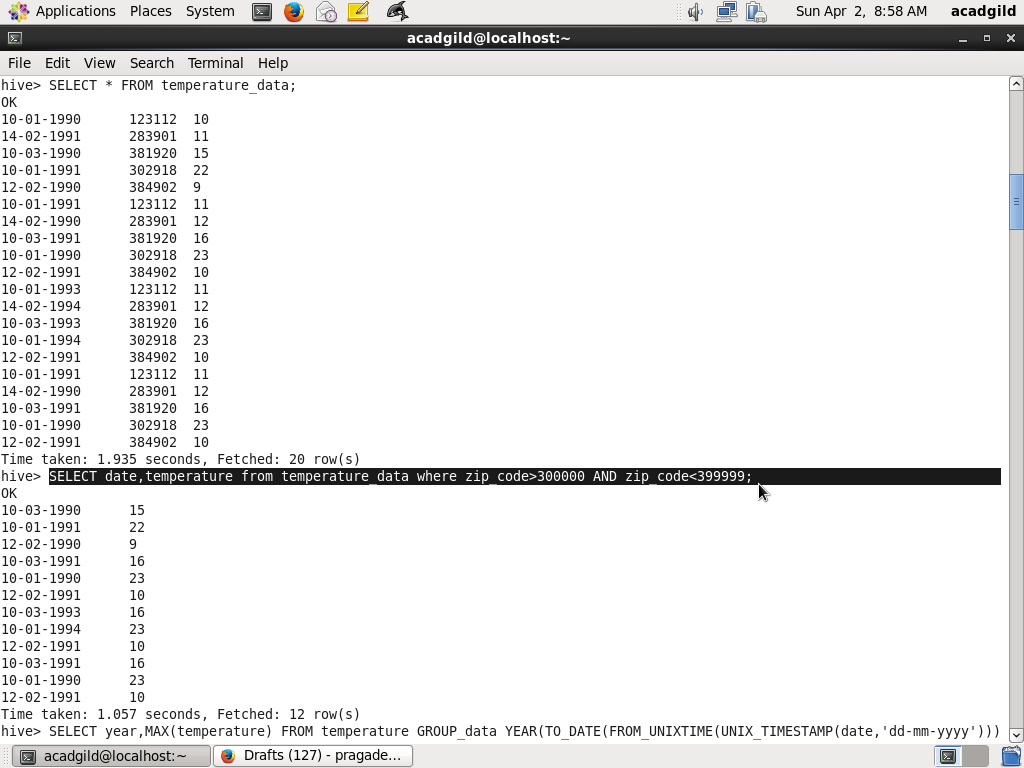 Applications Places System Sun Apr 2, 8:58 AM acadgild
acadgild@localhost:~
File Edit View Search Terminal Help
hive> SELECT * FROM temperature_data;
OK
10-01-1990 123112 10
14-02-1991 283901 11
10-03-1990 381920 15
10-01-1991 302918 22
12-02-1990 384902 9
10-01-1991 123112 11
14-02-1990 283901 12
10-03-1991 381920 16
10-01-1990 302918 23
12-02-1991 384902 10
10-01-1993 123112 11
14-02-1994 283901 12
10-03-1993 381920 16
10-01-1994 302918 23
12-02-1991 384902 10
10-01-1991 123112 11
14-02-1990 283901 12
10-03-1991 381920 16
10-01-1990 302918 23
12-02-1991 384902 10
Time taken: 1.935 seconds, Fetched: 20 row(s)
hive> SELECT date,temperature from temperature_data where zip_code>300000 AND zip_code<399999;
OK
10-03-1990 15
10-01-1991 22
12-02-1990 9
10-03-1991 16
10-01-1990 23
12-02-1991 10
10-03-1993 16
10-01-1994 23
12-02-1991 10
10-03-1991 16
10-01-1990 23
12-02-1991 10
Time taken: 1.057 seconds, Fetched: 12 row(s)
hive> SELECT year,MAX(temperature) FROM temperature GROUP_data YEAR(TO_DATE(FROM_UNIXTIME(UNIX_TIMESTAMP(date,'dd-mm-yyyy')))
acadgild@localhost:~ Drafts (127) - pragade...